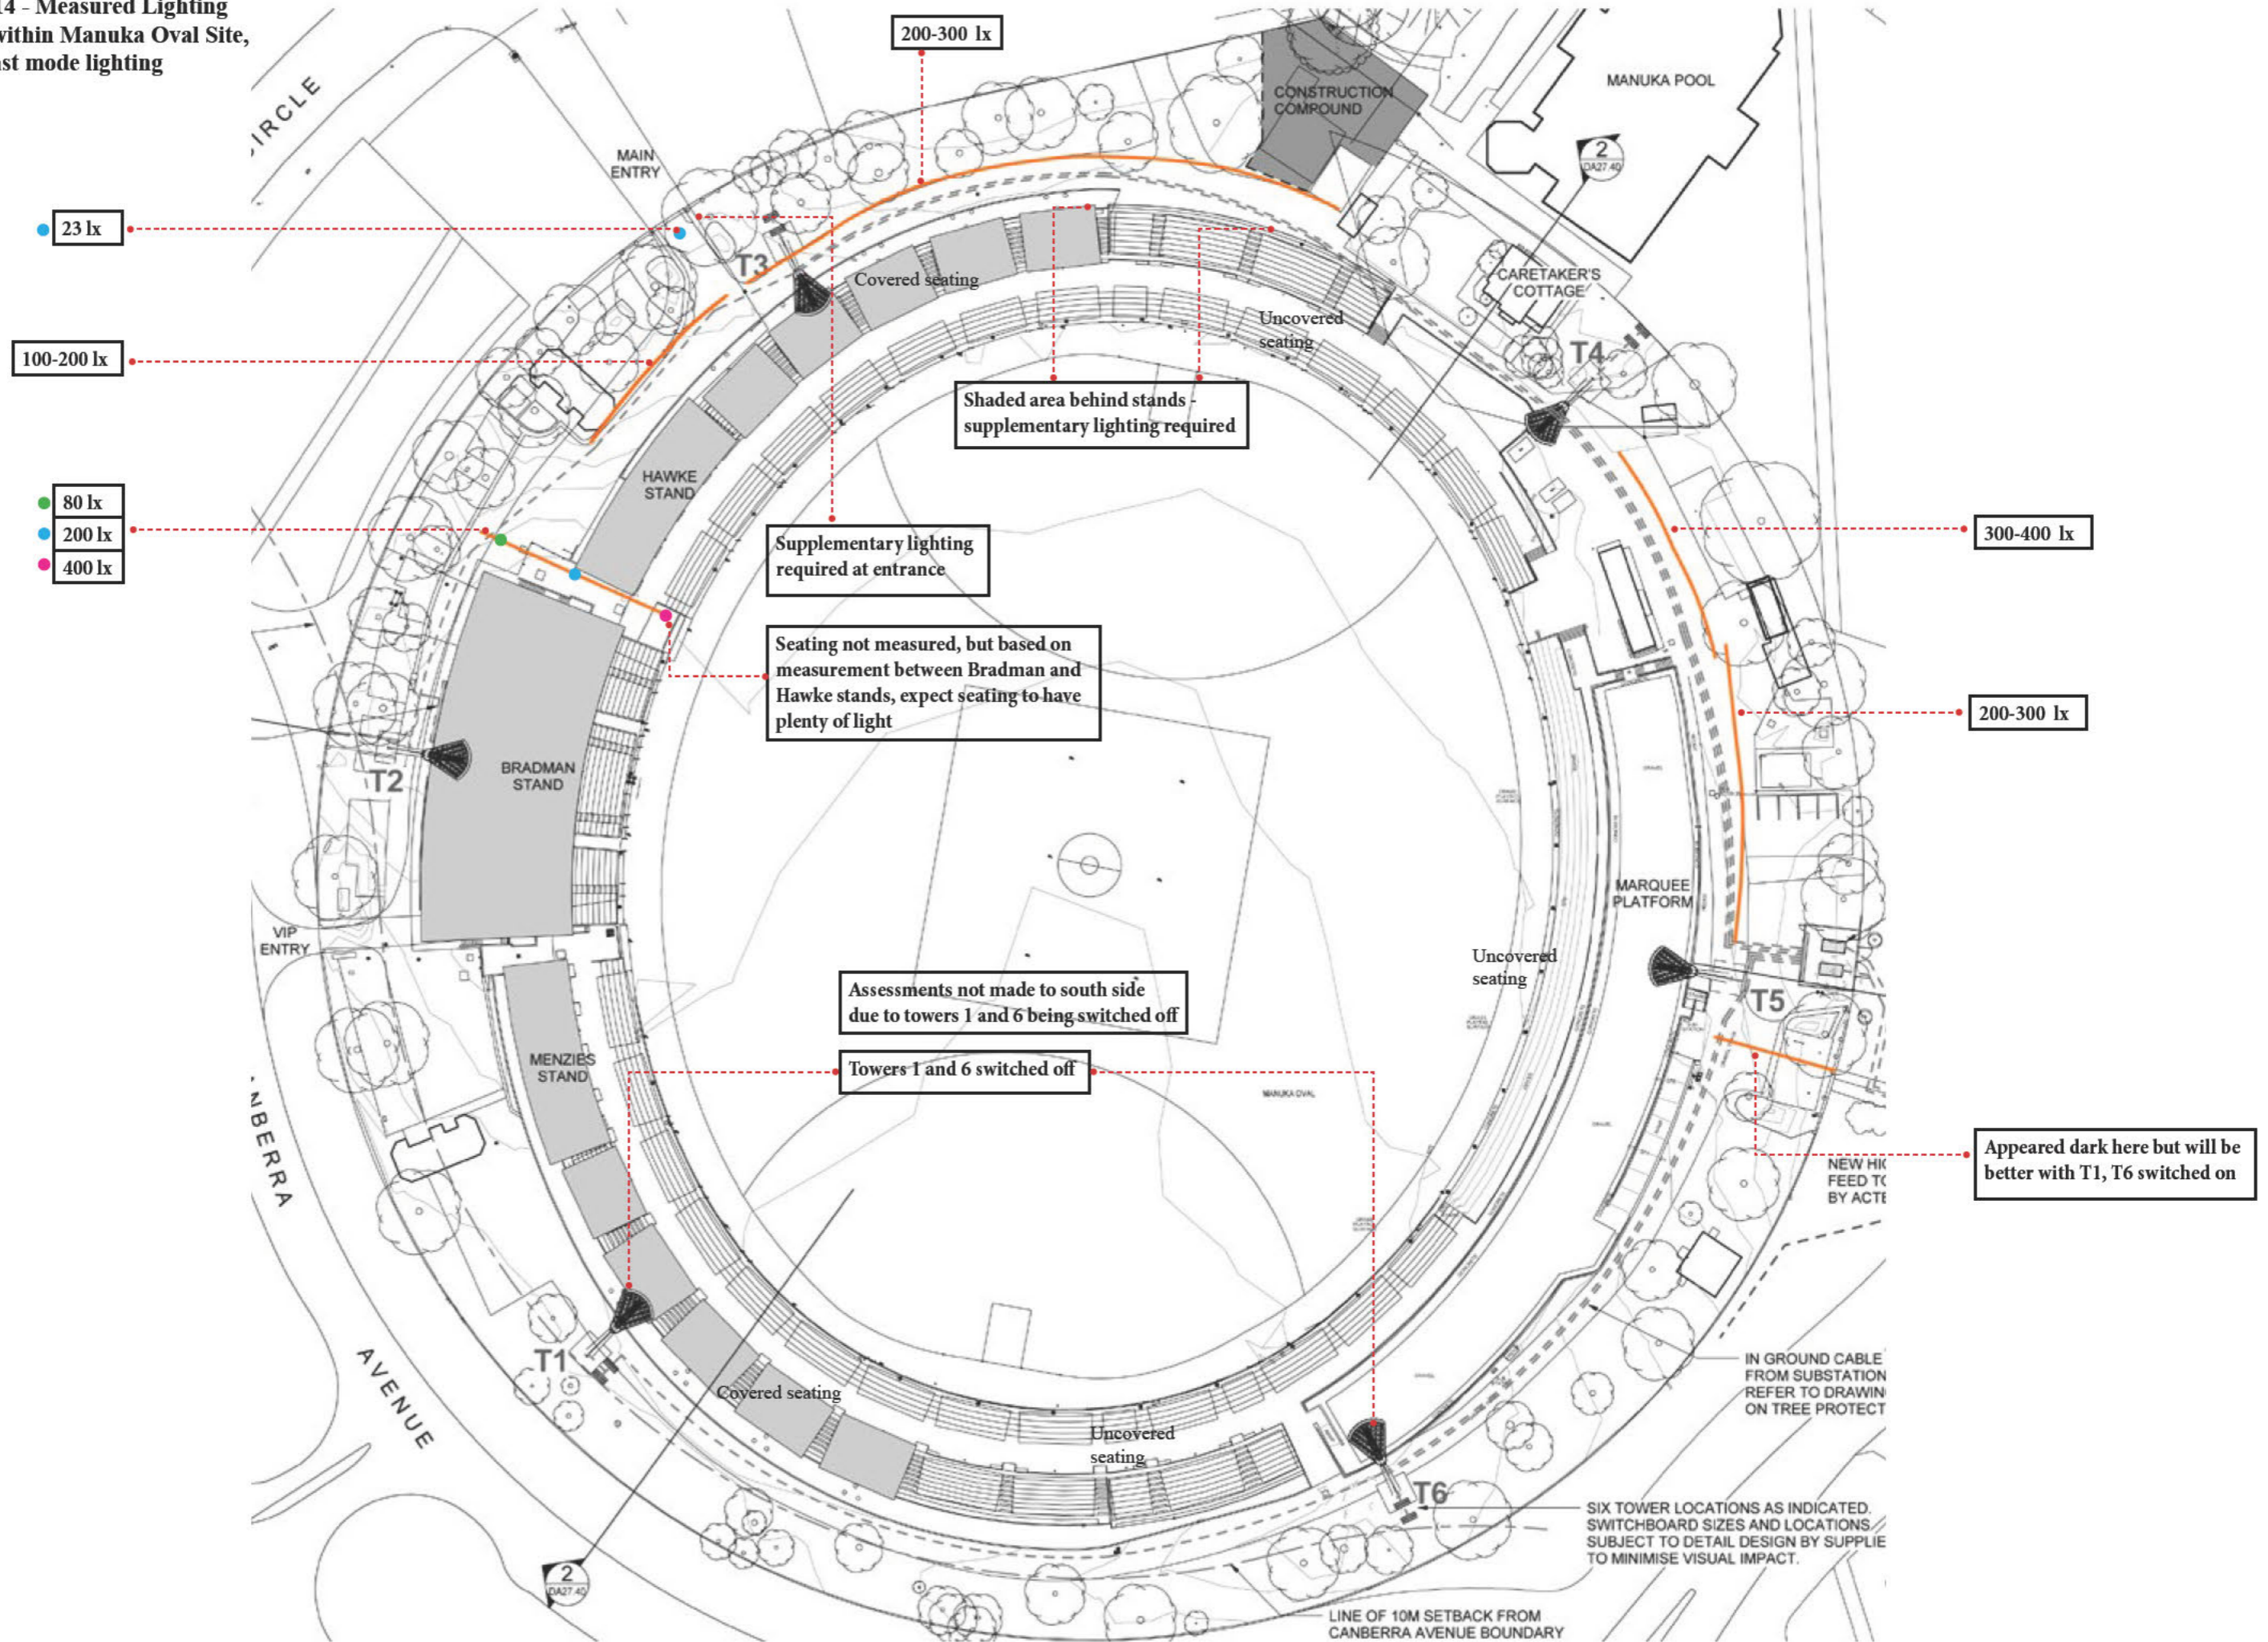 14 - Measured Lighting
within Manuka Oval Site,
st mode lighting
200-300 lx
IRCLE
MAIN
ENTRY
CONSTRUCTION
COMPOUND
MANUKA POOL
2
DA27.40
23 lx
T3
Covered seating
CARETAKER'S
COTTAGE
Uncovered
seating
T4
100-200 lx
Shaded area behind stands -
supplementary lighting required
HAWKE
STAND
80 lx
200 lx
400 lx
Supplementary lighting
required at entrance
300-400 lx
Seating not measured, but based on
measurement between Bradman and
Hawke stands, expect seating to have
plenty of light
200-300 lx
T2
BRADMAN
STAND
MARQUEE
PLATFORM
VIP
ENTRY
Uncovered
seating
Assessments not made to south side
due to towers 1 and 6 being switched off
T5
MENZIES
STAND
Towers 1 and 6 switched off
MANUKA OVAL
NBERRA
AVENUE
Appeared dark here but will be
better with T1, T6 switched on
NEW HI
FEED TO
BY ACTE
T1
IN GROUND CABLE
FROM SUBSTATION
REFER TO DRAWIN
ON TREE PROTECT
Covered seating
Uncovered
seating
T6
SIX TOWER LOCATIONS AS INDICATED.
SWITCHBOARD SIZES AND LOCATIONS
SUBJECT TO DETAIL DESIGN BY SUPPLIE
TO MINIMISE VISUAL IMPACT.
2
DA27.40
LINE OF 10M SETBACK FROM
CANBERRA AVENUE BOUNDARY